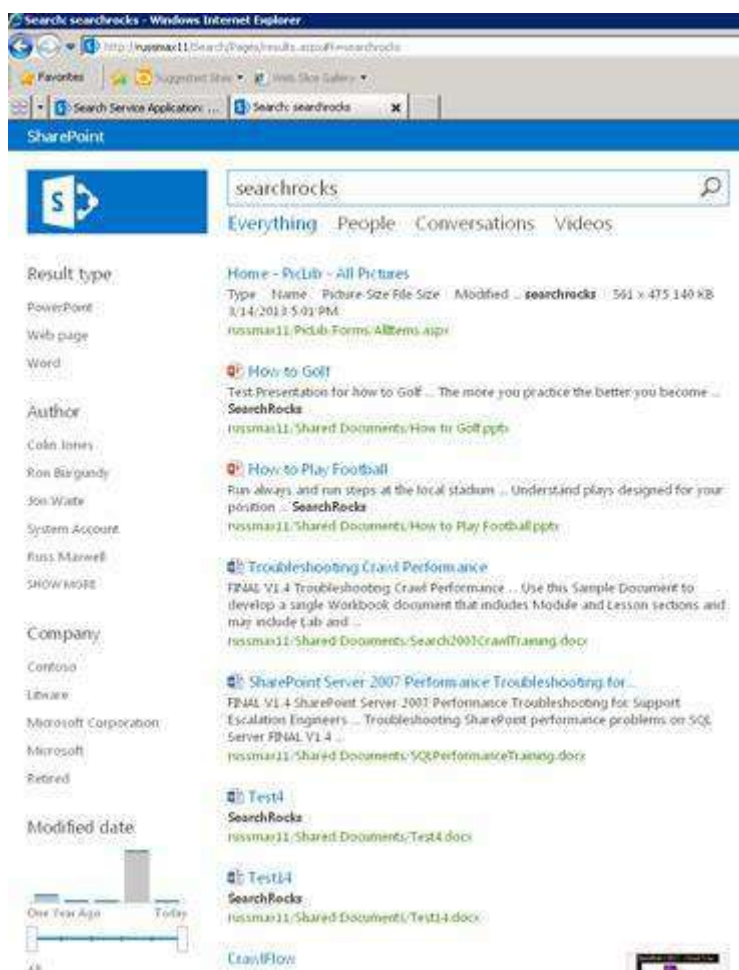 Search: searchrocks - Windows Internet Explorer
http://russmax11/Search/Pages/results.aspx#k=searchrocks
Favorites Suggested Sites Web Slice Gallery
Search Service Application: ... Search: searchrocks
SharePoint
S
searchrocks
Everything People Conversations Videos
Result type
PowerPoint
Web page
Word
Author
Colin Jones
Ron Burgundy
Jon Waite
System Account
Russ Maxwell
SHOW MORE
Company
Contoso
Litware
Microsoft Corporation
Microsoft
Retired
Modified date
One Year Ago Today
All
Home - PicLib - All Pictures
Type Name Picture Size File Size Modified ... searchrocks 561 x 475 140 KB
3/14/2013 5:01 PM
russmax11/PicLib/Forms/AllItems.aspx
How to Golf
Test Presentation for how to Golf ... The more you practice the better you become ...
SearchRocks
russmax11/Shared Documents/How to Golf.pptx
How to Play Football
Run always and run steps at the local stadium ... Understand plays designed for your
position ... SearchRocks
russmax11/Shared Documents/How to Play Football.pptx
Troubleshooting Crawl Performance
FINAL V1.4 Troubleshooting Crawl Performance ... Use this Sample Document to
develop a single Workbook document that includes Module and Lesson sections and
may include Lab and ...
russmax11/Shared Documents/Search2003CrawlTraining.docx
SharePoint Server 2007 Performance Troubleshooting for...
FINAL V1.4 SharePoint Server 2007 Performance Troubleshooting for Support
Escalation Engineers ... Troubleshooting SharePoint performance problems on SQL
Server FINAL V1.4 ...
russmax11/Shared Documents/SQLPerformanceTraining.docx
Test4
SearchRocks
russmax11/Shared Documents/Test4.docx
Test14
SearchRocks
russmax11/Shared Documents/Test14.docx
CrawlFlow